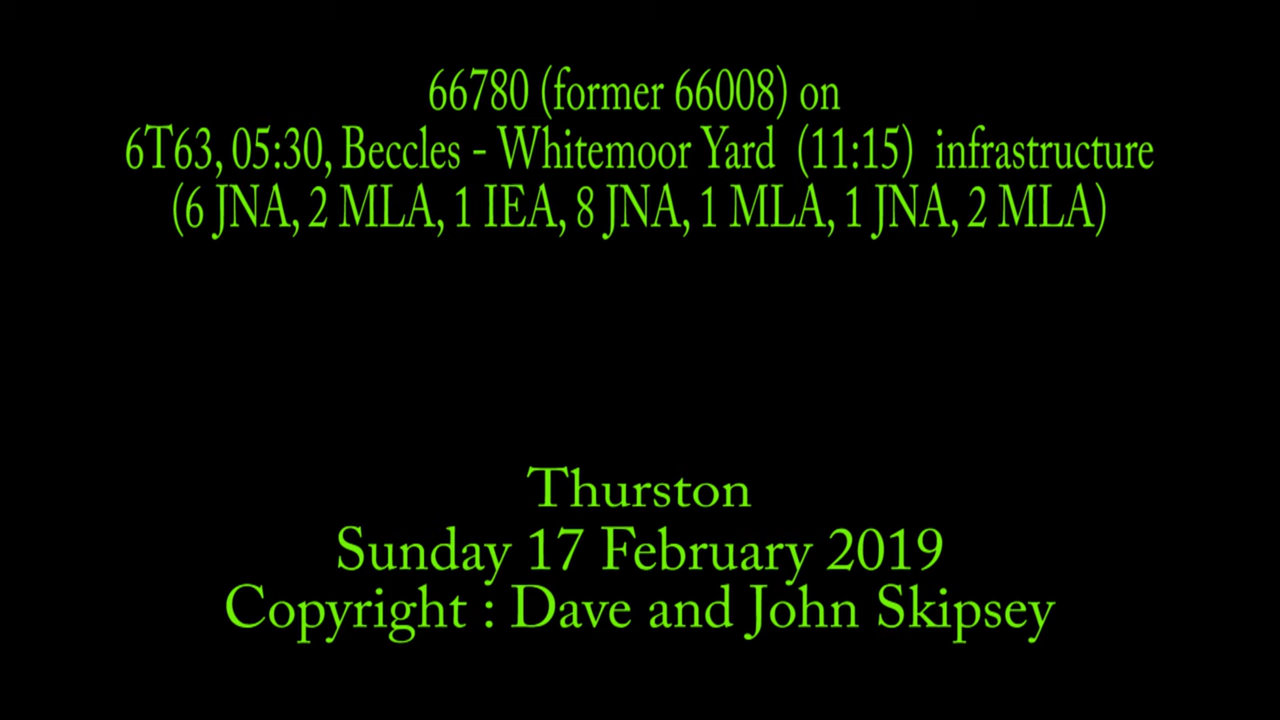 66780 (former 66008) on
6T63, 05:30, Beccles - Whitemoor Yard (11:15) infrastructure
(6 JNA, 2 MLA, 1 IEA, 8 JNA, 1 MLA, 1 JNA, 2 MLA)
Thurston
Sunday 17 February 2019
Copyright : Dave and John Skipsey